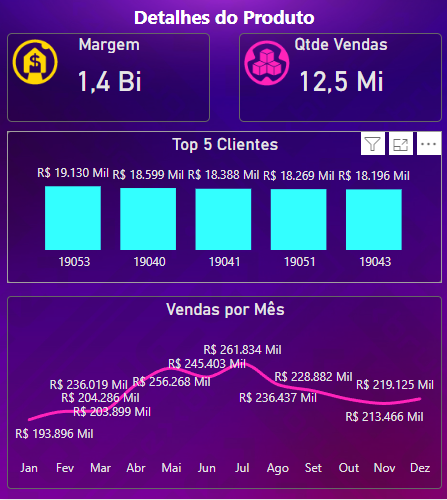 Detalhes do Produto
Margem
1,4 Bi
Qtde Vendas
12,5 Mi
Top 5 Clientes
R$ 19.130 Mil R$ 18.599 Mil R$ 18.388 Mil R$ 18.269 Mil R$ 18.196 Mil
19053 19040 19041 19051 19043
Vendas por Mês
R$ 261.834 Mil
R$ 245.403 Mil
R$ 236.019 Mil R$ 256.268 Mil R$ 228.882 Mil R$ 219.125 Mil
R$ 204.286 Mil R$ 236.437 Mil
R$ 203.899 Mil R$ 213.466 Mil
R$ 193.896 Mil
Jan Fev Mar Abr Mai Jun Jul Ago Set Out Nov Dez